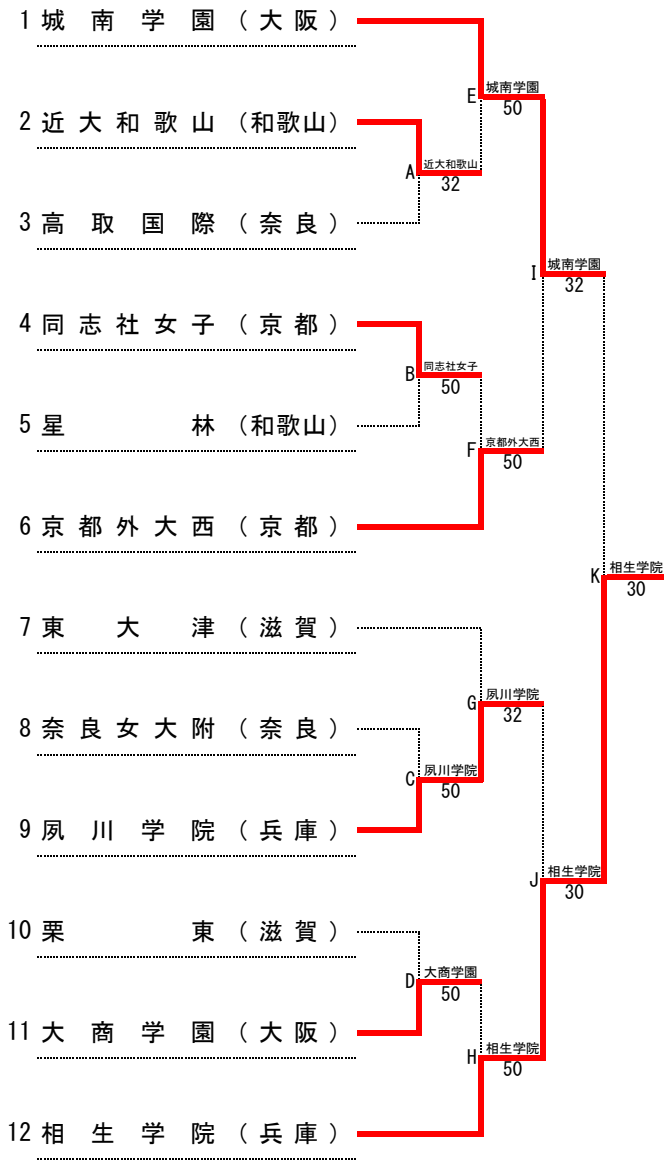 1 城南学園（大阪）
E 城南学園
50
2 近大和歌山（和歌山）
A 近大和歌山
32
3 高取国際（奈良）
I 城南学園
32
4 同志社女子（京都）
B 同志社女子
50
5 星林（和歌山）
F 京都外大西
50
6 京都外大西（京都）
K 相生学院
30
7 東大津（滋賀）
G 夙川学院
32
8 奈良女大附（奈良）
C 夙川学院
50
9 夙川学院（兵庫）
J 相生学院
30
10 栗東（滋賀）
D 大商学園
50
11 大商学園（大阪）
H 相生学院
50
12 相生学院（兵庫）